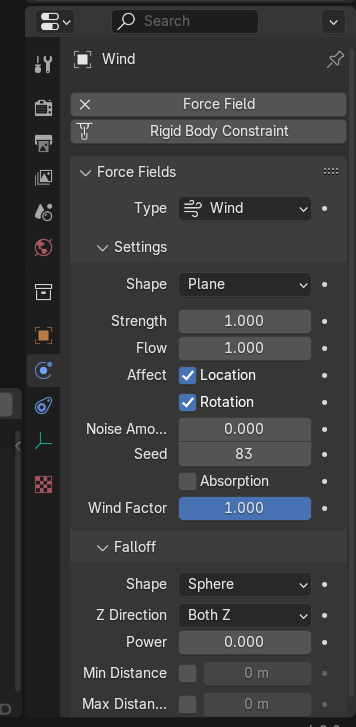 Search
Wind
Force Field
Rigid Body Constraint
Force Fields
Type Wind
Settings
Shape Plane
Strength 1.000
Flow 1.000
Affect Location
Rotation
Noise Amo... 0.000
Seed 83
Absorption
Wind Factor 1.000
Falloff
Shape Sphere
Z Direction Both Z
Power 0.000
Min Distance 0 m
Max Distan... 0 m